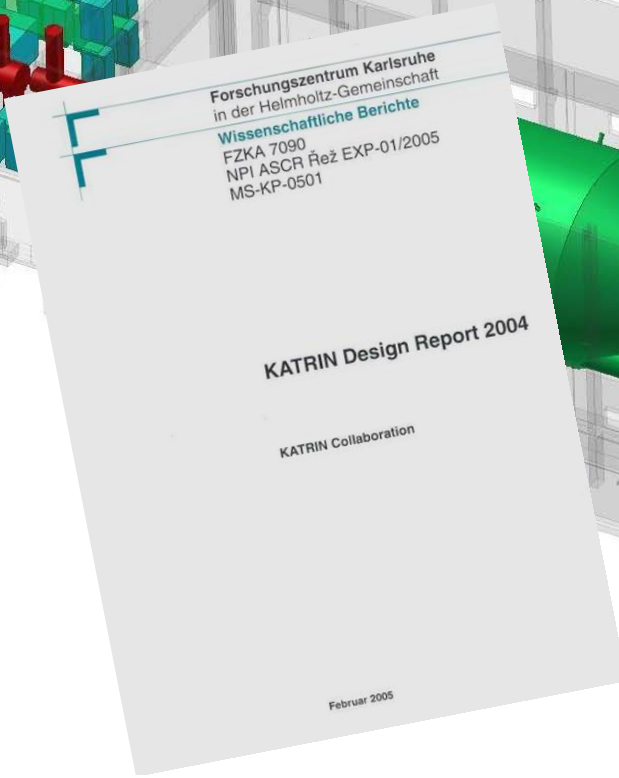 Forschungszentrum Karlsruhe
in der Helmholtz-Gemeinschaft
Wissenschaftliche Berichte
FZKA 7090
NPI ASCR Řež EXP-01/2005
MS-KP-0501
KATRIN Design Report 2004
KATRIN Collaboration
Februar 2005